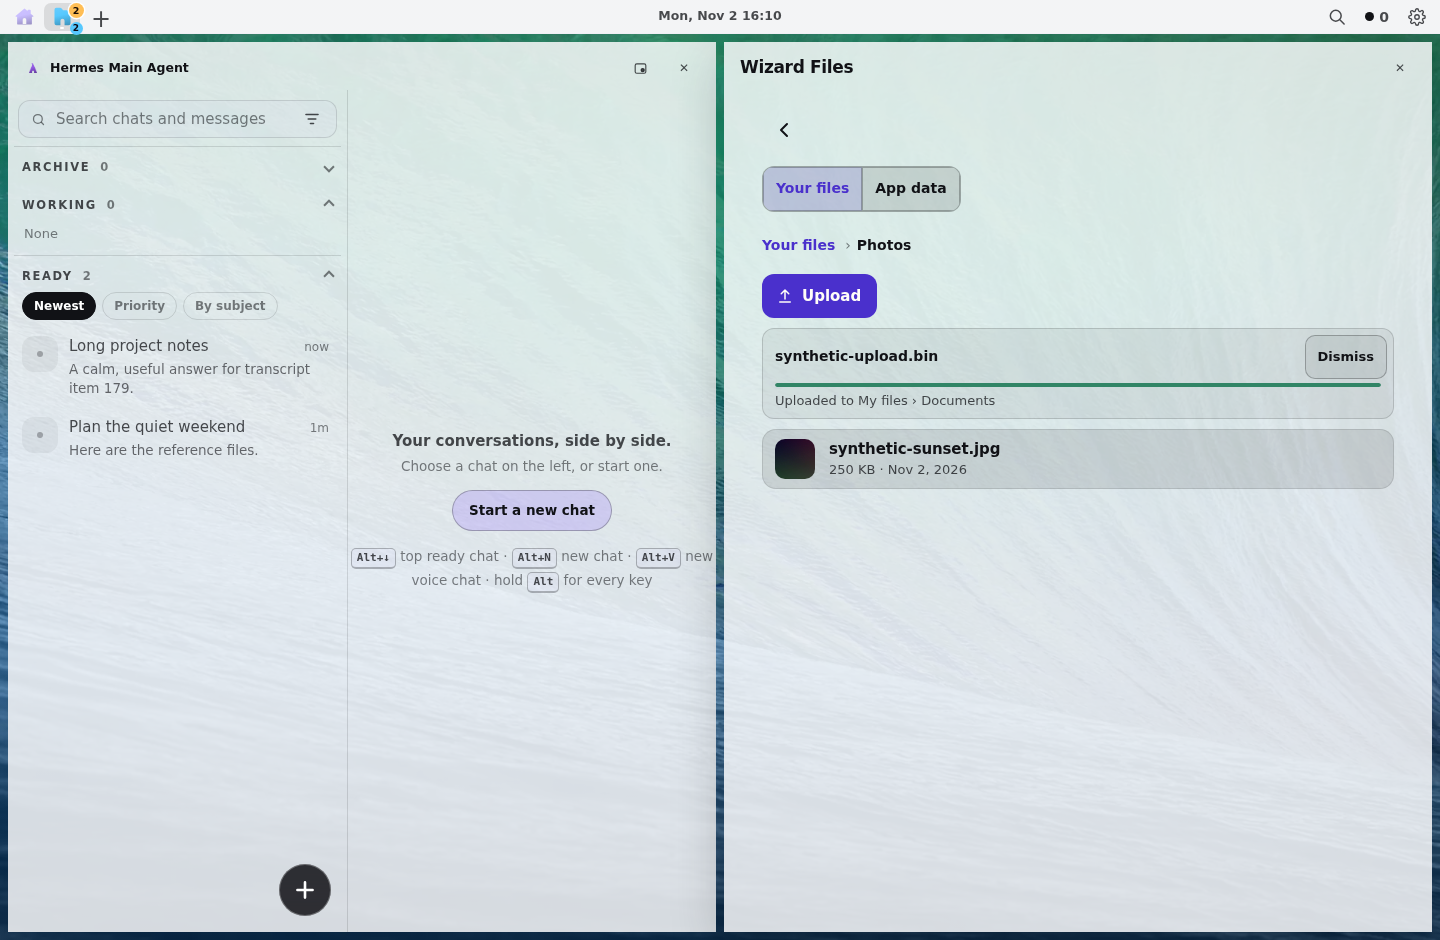 2
2
Mon, Nov 2 16:10
0
Hermes Main Agent
Search chats and messages
ARCHIVE 0
WORKING 0
None
READY 2
Newest
Priority
By subject
Long project notes
now
A calm, useful answer for transcript
item 179.
Plan the quiet weekend
1m
Here are the reference files.
Your conversations, side by side.
Choose a chat on the left, or start one.
Start a new chat
Alt+↓ top ready chat · Alt+N new chat · Alt+V new
voice chat · hold Alt for every key
Wizard Files
Your files
App data
Your files › Photos
Upload
synthetic-upload.bin
Dismiss
Uploaded to My files › Documents
synthetic-sunset.jpg
250 KB · Nov 2, 2026